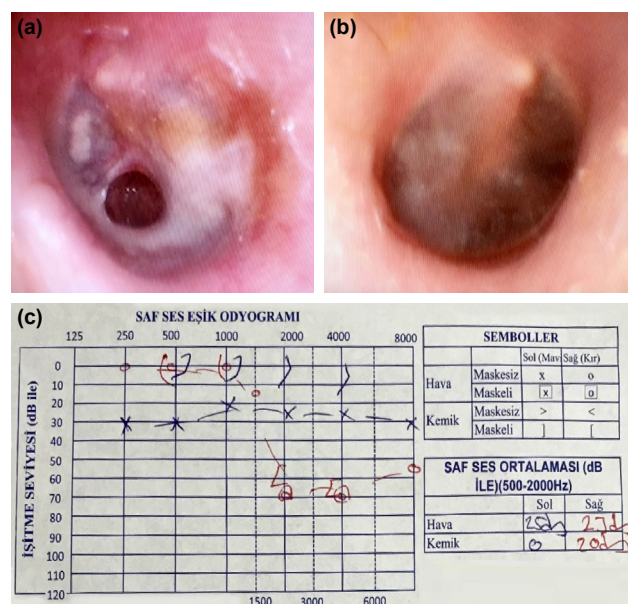 (a)
(b)
(c)
SAF SES EŞİK ODYOGRAMI
125 250 500 1000 2000 4000 8000
İŞİTME SEVİYESİ (dB ile)
0
10
20
30
40
50
60
70
80
90
100
110
120
1500 3000 6000
SEMBOLLER
Sol (Mav Sağ (Kır)
Hava Maskesiz x o
Maskeli x o
Kemik Maskesiz > <
Maskeli ] [
SAF SES ORTALAMASI (dB
İLE)(500-2000Hz)
Sol Sağ
Hava
Kemik 0